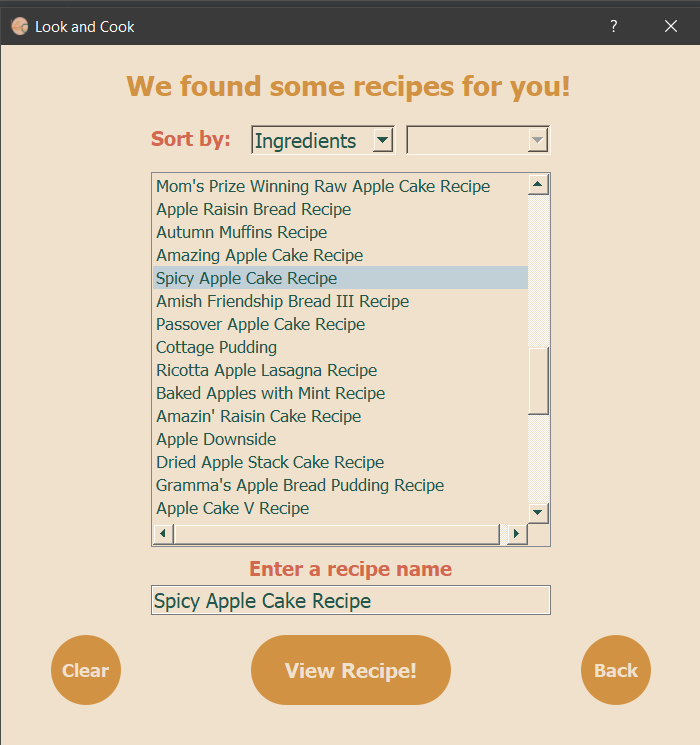 Look and Cook
We found some recipes for you!
Sort by: Ingredients
Mom's Prize Winning Raw Apple Cake Recipe
Apple Raisin Bread Recipe
Autumn Muffins Recipe
Amazing Apple Cake Recipe
Spicy Apple Cake Recipe
Amish Friendship Bread III Recipe
Passover Apple Cake Recipe
Cottage Pudding
Ricotta Apple Lasagna Recipe
Baked Apples with Mint Recipe
Amazin' Raisin Cake Recipe
Apple Downside
Dried Apple Stack Cake Recipe
Gramma's Apple Bread Pudding Recipe
Apple Cake V Recipe
Enter a recipe name
Spicy Apple Cake Recipe
Clear View Recipe! Back